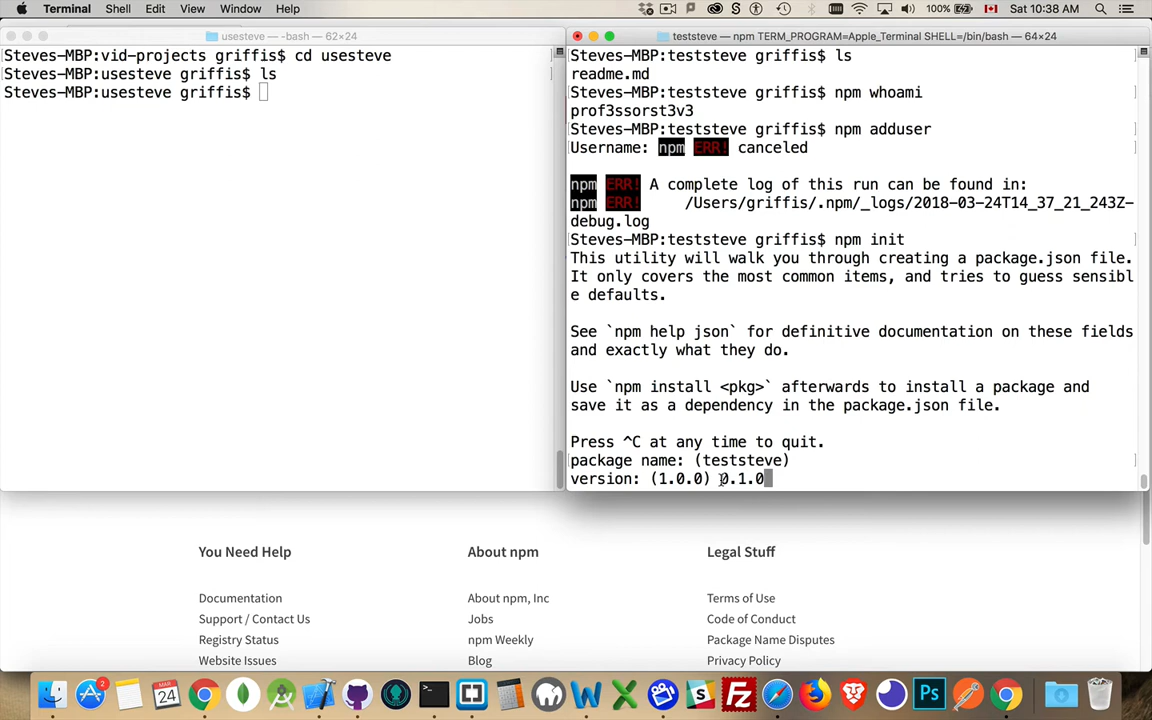 Terminal Shell Edit View Window Help
100% Sat 10:38 AM
usesteve — -bash — 62×24
Steves-MBP:vid-projects griffis$ cd usesteve
Steves-MBP:usesteve griffis$ ls
Steves-MBP:usesteve griffis$
teststeve — npm TERM_PROGRAM=Apple_Terminal SHELL=/bin/bash — 64×24
Steves-MBP:teststeve griffis$ ls
readme.md
Steves-MBP:teststeve griffis$ npm whoami
prof3ssorst3v3
Steves-MBP:teststeve griffis$ npm adduser
Username: npm ERR! canceled
npm ERR! A complete log of this run can be found in:
npm ERR!     /Users/griffis/.npm/_logs/2018-03-24T14_37_21_243Z-
debug.log
Steves-MBP:teststeve griffis$ npm init
This utility will walk you through creating a package.json file.
It only covers the most common items, and tries to guess sensibl
e defaults.
See `npm help json` for definitive documentation on these fields
and exactly what they do.
Use `npm install <pkg>` afterwards to install a package and
save it as a dependency in the package.json file.
Press ^C at any time to quit.
package name: (teststeve)
version: (1.0.0) 0.1.0
You Need Help
Documentation
Support / Contact Us
Registry Status
Website Issues
About npm
About npm, Inc
Jobs
npm Weekly
Blog
Legal Stuff
Terms of Use
Code of Conduct
Package Name Disputes
Privacy Policy